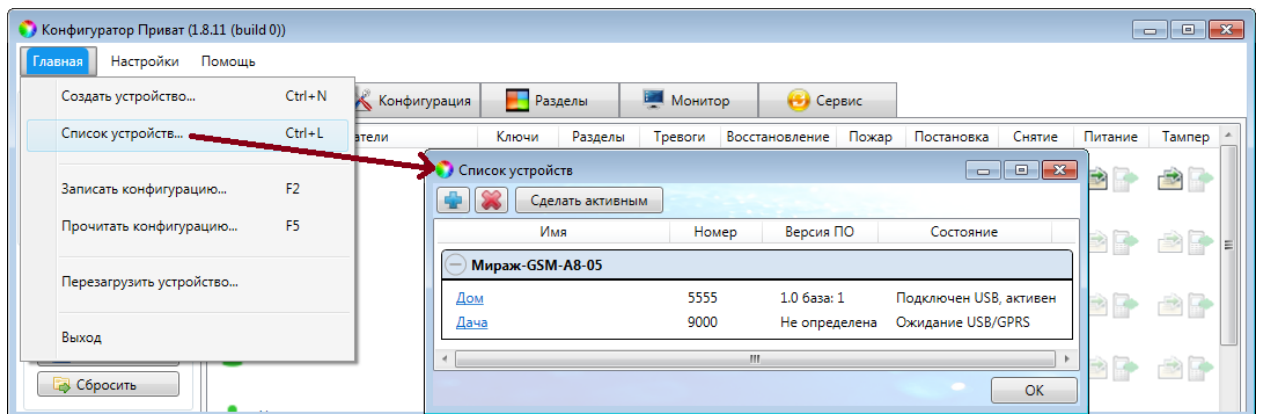 Конфигуратор Приват (1.8.11 (build 0))
Главная Настройки Помощь
Создать устройство... Ctrl+N
Список устройств... Ctrl+L
Записать конфигурацию... F2
Прочитать конфигурацию... F5
Перезагрузить устройство...
Выход
Конфигурация Разделы Монитор Сервис
атели Ключи Разделы Тревоги Восстановление Пожар Постановка Снятие Питание Тампер
Список устройств
Сделать активным
Имя Номер Версия ПО Состояние
Мираж-GSM-A8-05
Дом 5555 1.0 база: 1 Подключен USB, активен
Дача 9000 Не определена Ожидание USB/GPRS
OK
Сбросить